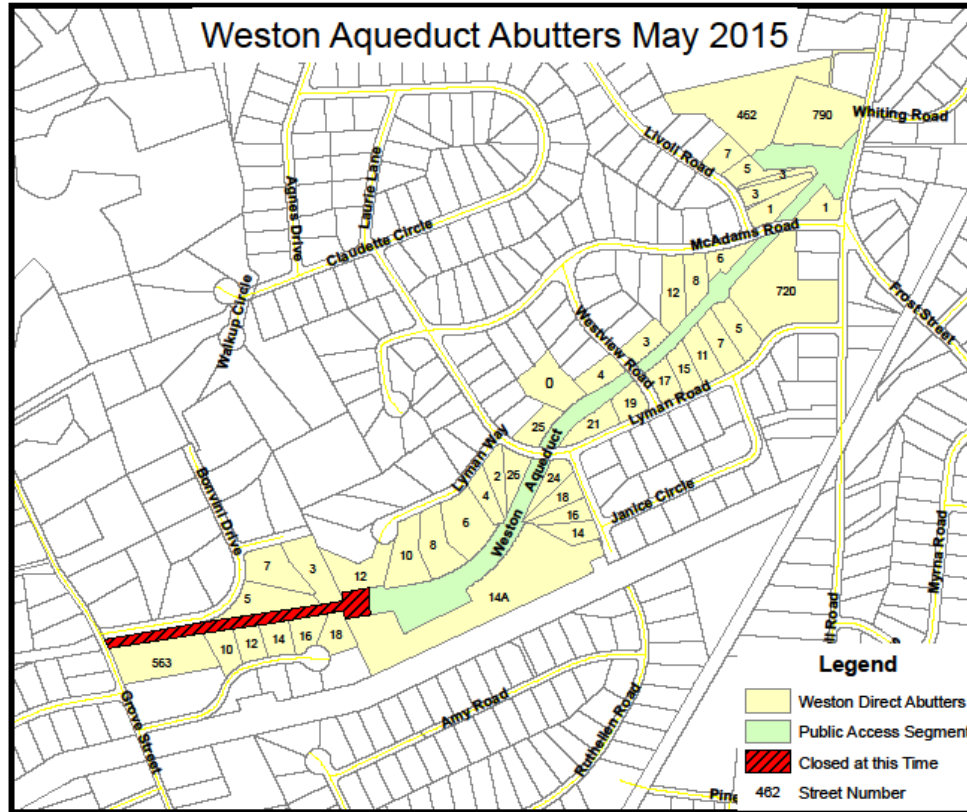 Weston Aqueduct Abutters May 2015
Whiting Road
462
790
Livoli Road
7
5
3
3
1
1
McAdams Road
Agnes Drive
Laurie Lane
Claudette Circle
Walkup Circle
6
8
12
720
Frost Street
Westview Road
3
5
7
11
15
17
4
0
19
21
Lyman Road
25
Lyman Way
Weston Aqueduct
2
26
24
4
18
6
16
14
Janice Circle
8
10
12
Bonvini Drive
7
3
5
14A
563
10
12
14
16
18
Grove Street
Amy Road
Ruthellen Road
Myrna Road
ll Road
Legend
Weston Direct Abutters
Public Access Segment
Closed at this Time
462 Street Number